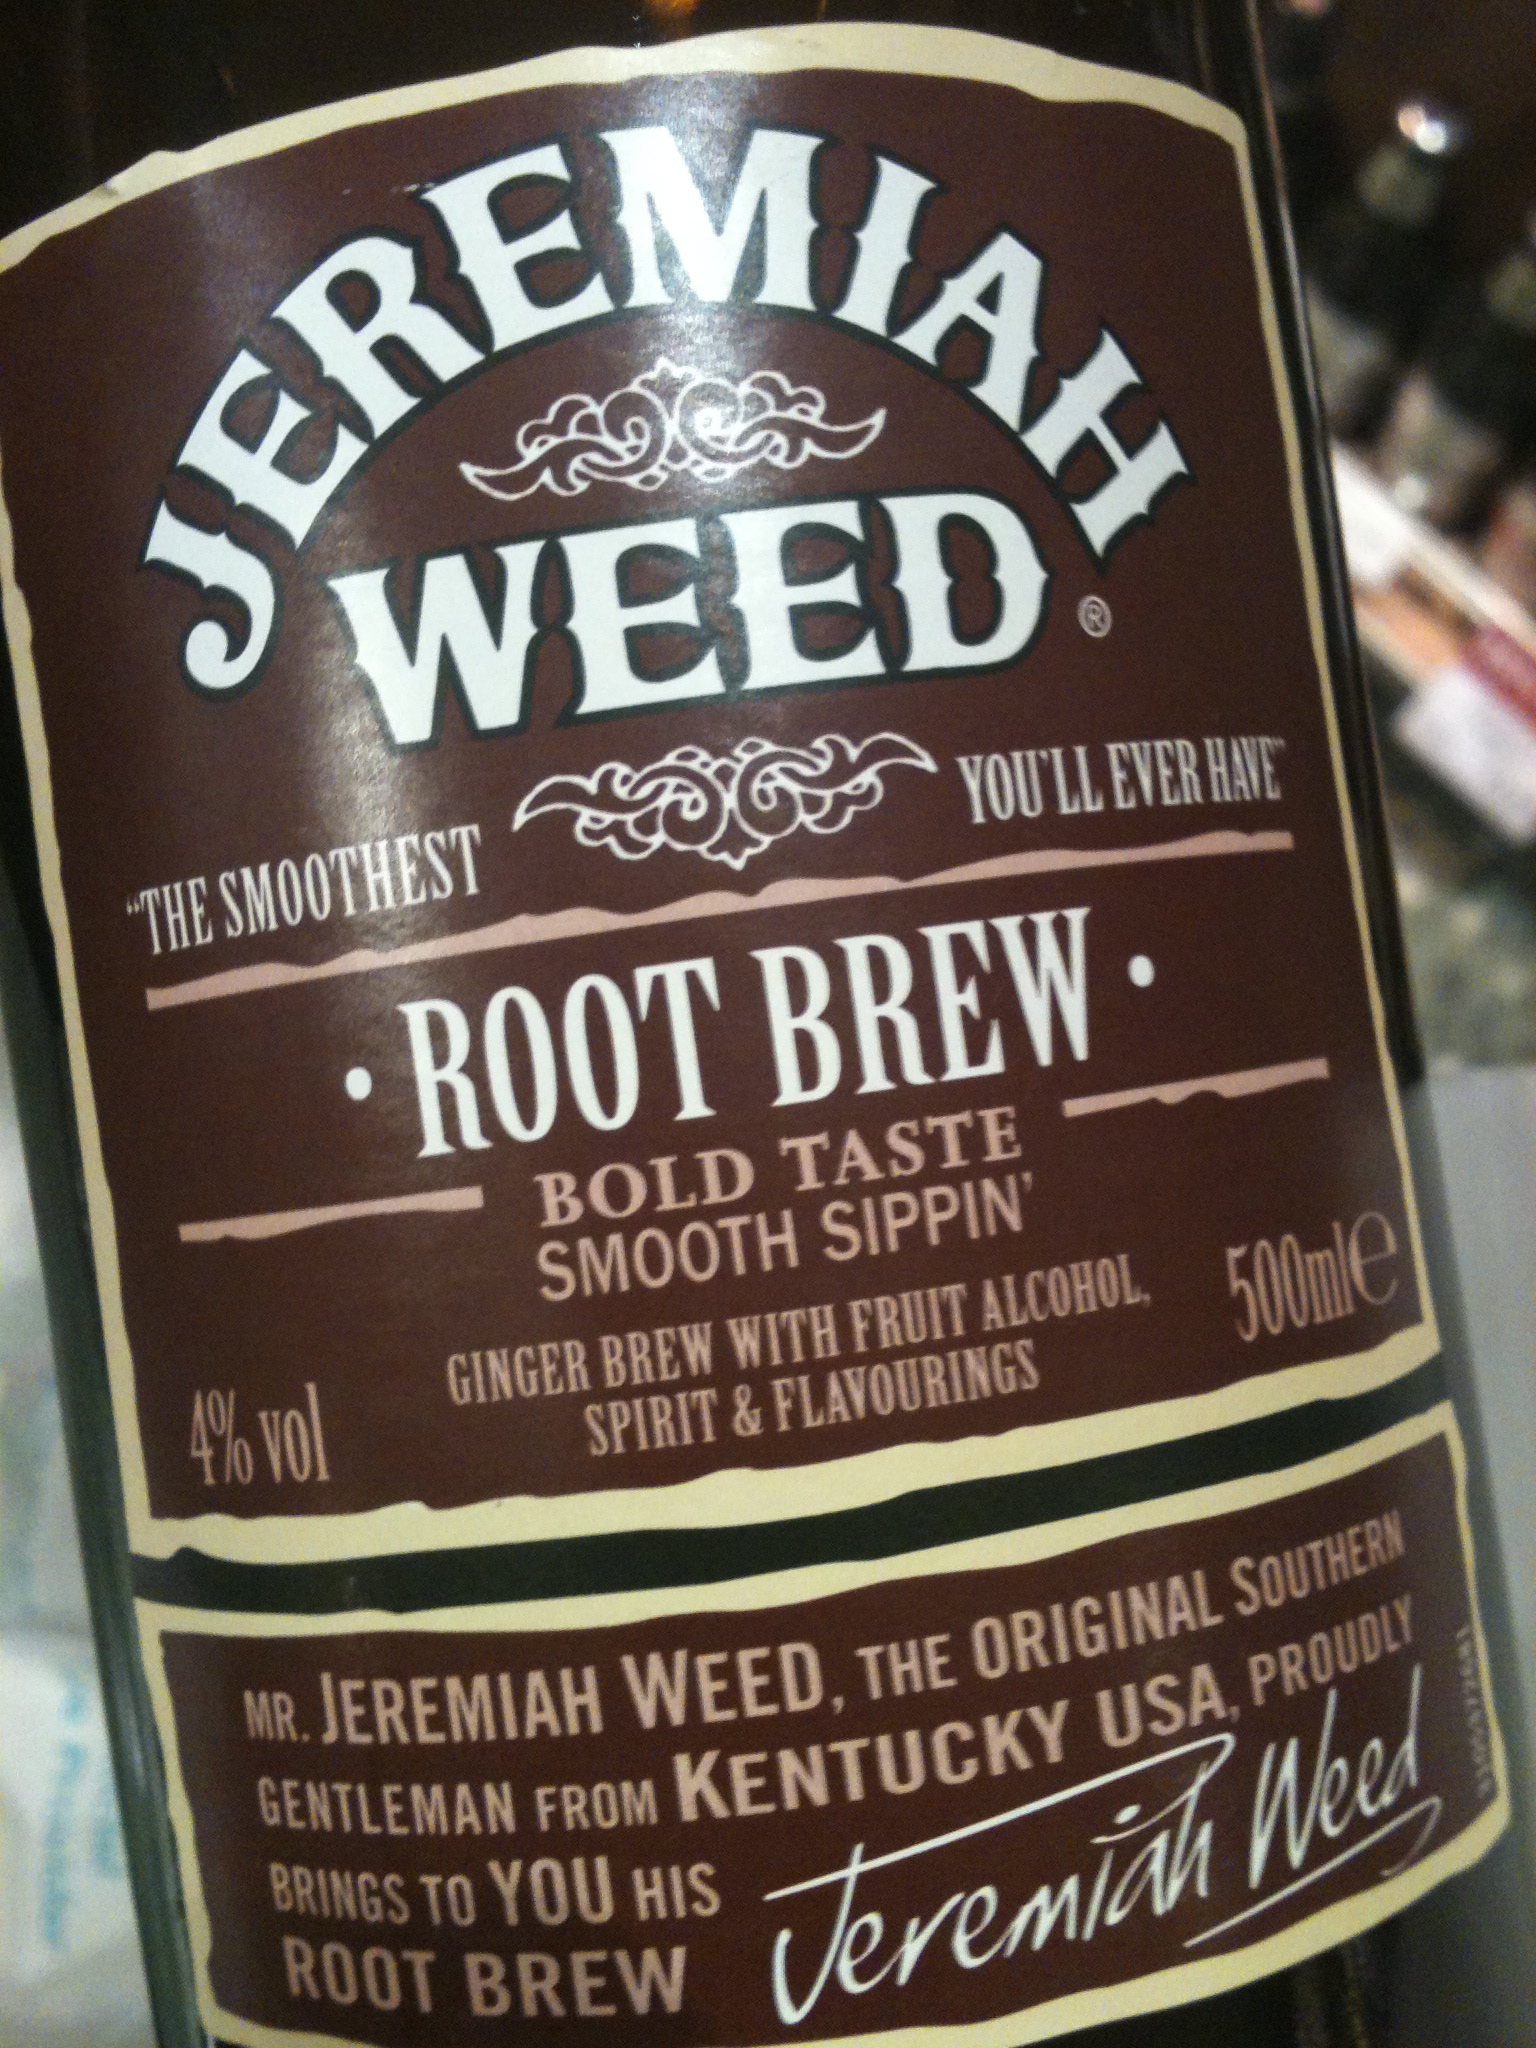 JEREMIAH
WEED ®
"THE SMOOTHEST YOU'LL EVER HAVE"
• ROOT BREW •
BOLD TASTE
SMOOTH SIPPIN'
GINGER BREW WITH FRUIT ALCOHOL,
SPIRIT & FLAVOURINGS
4% vol
500ml e
MR. JEREMIAH WEED, THE ORIGINAL SOUTHERN
GENTLEMAN FROM KENTUCKY USA, PROUDLY
BRINGS TO YOU HIS
ROOT BREW
Jeremiah Weed